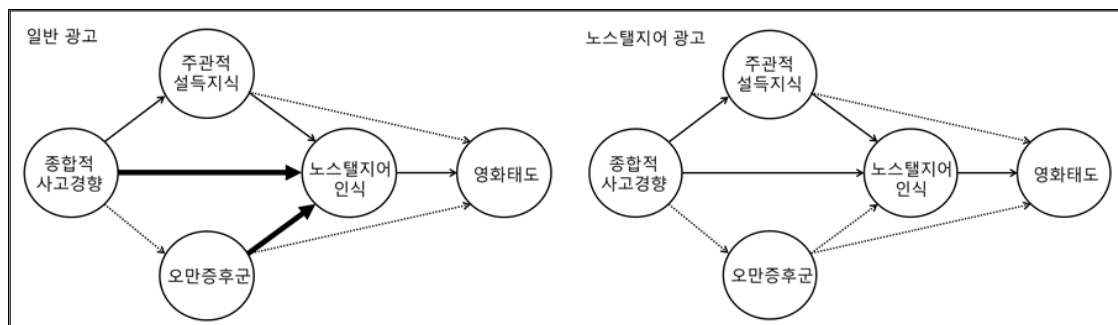 일반 광고
주관적
설득지식
종합적
사고경향
노스탤지어
인식
영화태도
오만증후군
노스탤지어 광고
주관적
설득지식
종합적
사고경향
노스탤지어
인식
영화태도
오만증후군